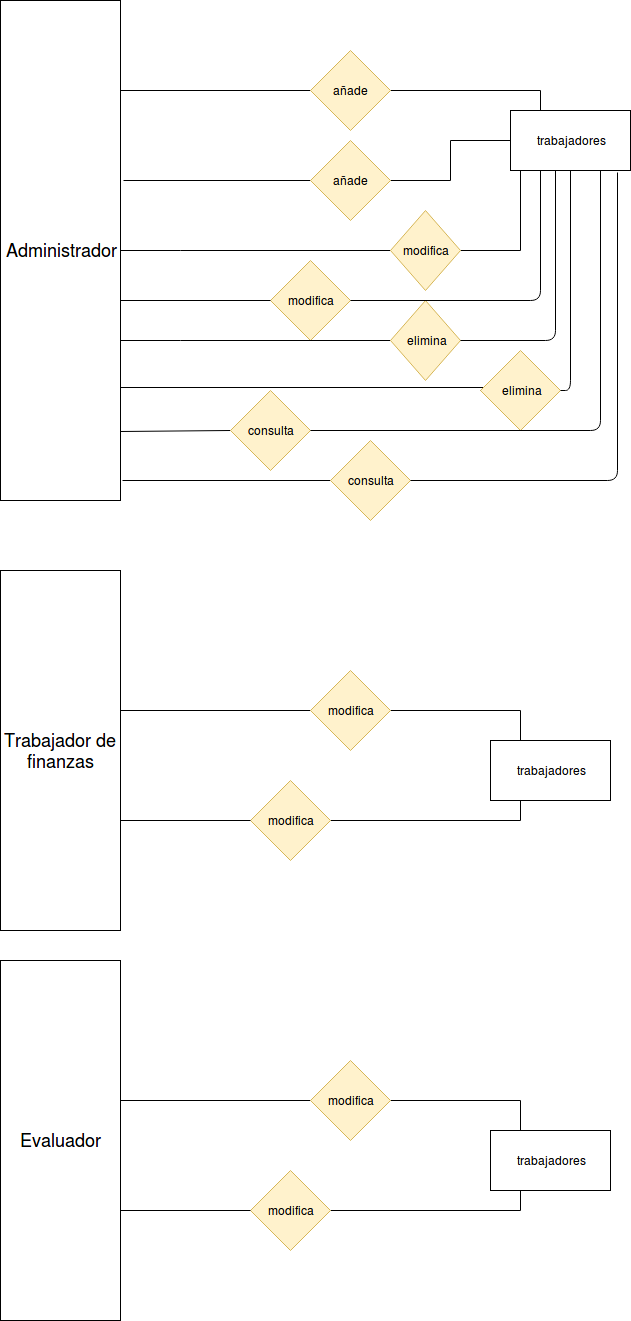 añade
trabajadores
añade
Administrador
modifica
modifica
elimina
elimina
consulta
consulta
modifica
Trabajador de
finanzas
trabajadores
modifica
modifica
Evaluador
trabajadores
modifica